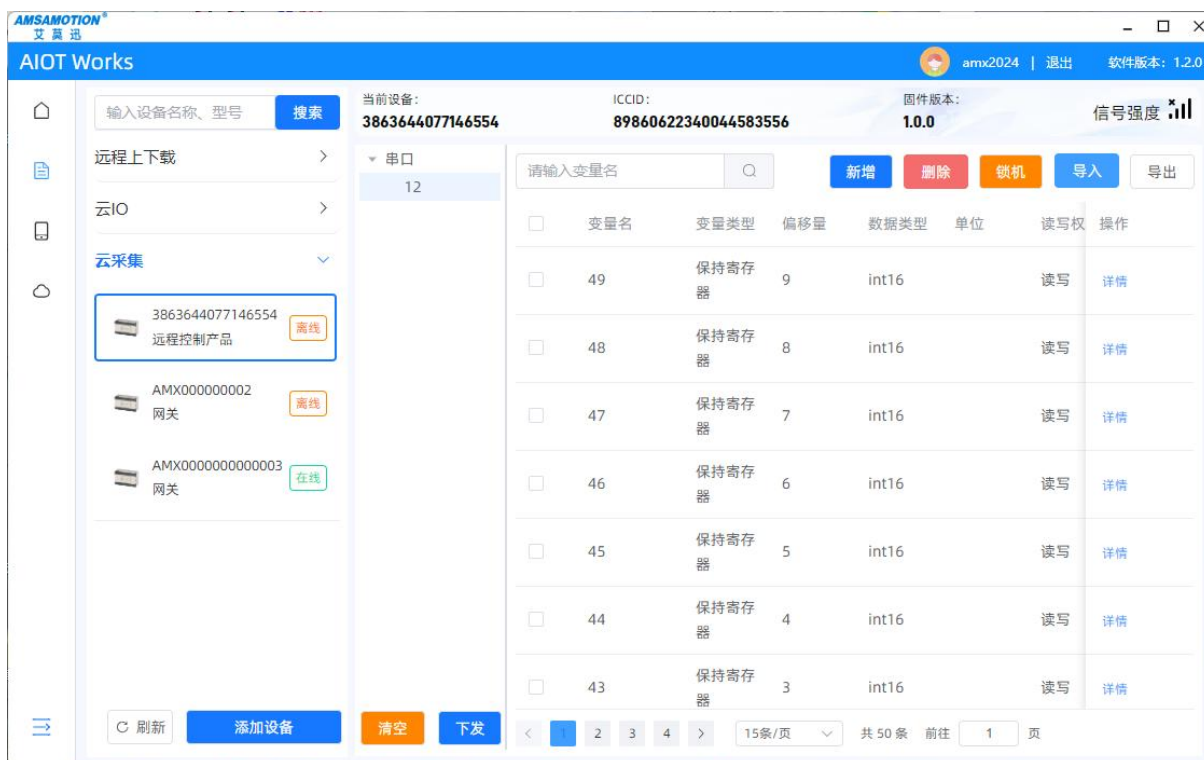 AMSAMOTION®
艾莫迅
AIOT Works
amx2024 | 退出 软件版本: 1.2.0
输入设备名称、型号 搜索
当前设备: ICCID: 固件版本:
3863644077146554 89860622340044583556 1.0.0
信号强度
远程上下载
云IO
云采集
3863644077146554
远程控制产品 离线
AMX000000002
网关 离线
AMX0000000000003
网关 在线
刷新 添加设备
串口
12
清空 下发
请输入变量名 新增 删除 锁机 导入 导出
变量名 变量类型 偏移量 数据类型 单位 读写权 操作
49 保持寄存器 9 int16 读写 详情
48 保持寄存器 8 int16 读写 详情
47 保持寄存器 7 int16 读写 详情
46 保持寄存器 6 int16 读写 详情
45 保持寄存器 5 int16 读写 详情
44 保持寄存器 4 int16 读写 详情
43 保持寄存器 3 int16 读写 详情
< 1 2 3 4 > 15条/页 共 50 条 前往 1 页